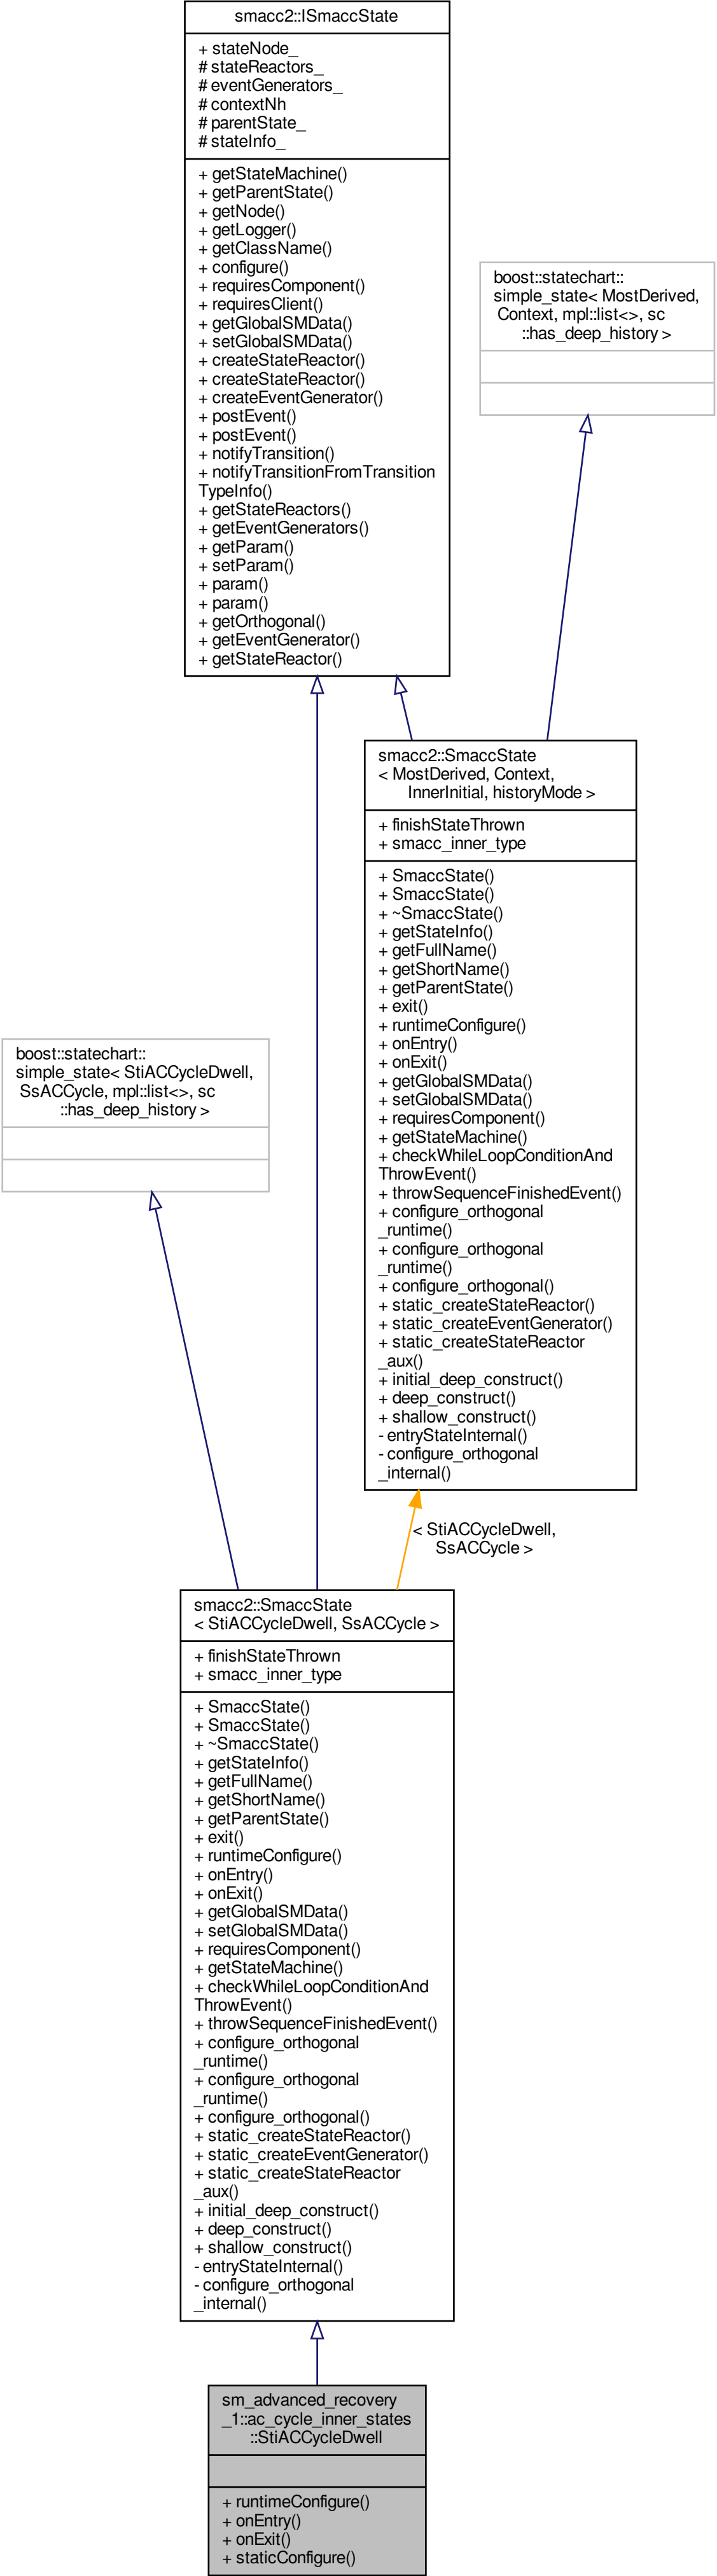 smacc2::ISmaccState
+ stateNode_
# stateReactors_
# eventGenerators_
# contextNh
# parentState_
# stateInfo_
+ getStateMachine()
+ getParentState()
+ getNode()
+ getLogger()
+ getClassName()
+ configure()
+ requiresComponent()
+ requiresClient()
+ getGlobalSMData()
+ setGlobalSMData()
+ createStateReactor()
+ createStateReactor()
+ createEventGenerator()
+ postEvent()
+ postEvent()
+ notifyTransition()
+ notifyTransitionFromTransition
TypeInfo()
+ getStateReactors()
+ getEventGenerators()
+ getParam()
+ setParam()
+ param()
+ param()
+ getOrthogonal()
+ getEventGenerator()
+ getStateReactor()
boost::statechart::
simple_state< MostDerived,
Context, mpl::list<>, sc
::has_deep_history >
smacc2::SmaccState
< MostDerived, Context,
InnerInitial, historyMode >
+ finishStateThrown
+ smacc_inner_type
+ SmaccState()
+ SmaccState()
+ ~SmaccState()
+ getStateInfo()
+ getFullName()
+ getShortName()
+ getParentState()
+ exit()
+ runtimeConfigure()
+ onEntry()
+ onExit()
+ getGlobalSMData()
+ setGlobalSMData()
+ requiresComponent()
+ getStateMachine()
+ checkWhileLoopConditionAnd
ThrowEvent()
+ throwSequenceFinishedEvent()
+ configure_orthogonal
_runtime()
+ configure_orthogonal
_runtime()
+ configure_orthogonal()
+ static_createStateReactor()
+ static_createEventGenerator()
+ static_createStateReactor
_aux()
+ initial_deep_construct()
+ deep_construct()
+ shallow_construct()
- entryStateInternal()
- configure_orthogonal
_internal()
boost::statechart::
simple_state< StiACCycleDwell,
SsACCycle, mpl::list<>, sc
::has_deep_history >
< StiACCycleDwell,
SsACCycle >
smacc2::SmaccState
< StiACCycleDwell, SsACCycle >
+ finishStateThrown
+ smacc_inner_type
+ SmaccState()
+ SmaccState()
+ ~SmaccState()
+ getStateInfo()
+ getFullName()
+ getShortName()
+ getParentState()
+ exit()
+ runtimeConfigure()
+ onEntry()
+ onExit()
+ getGlobalSMData()
+ setGlobalSMData()
+ requiresComponent()
+ getStateMachine()
+ checkWhileLoopConditionAnd
ThrowEvent()
+ throwSequenceFinishedEvent()
+ configure_orthogonal
_runtime()
+ configure_orthogonal
_runtime()
+ configure_orthogonal()
+ static_createStateReactor()
+ static_createEventGenerator()
+ static_createStateReactor
_aux()
+ initial_deep_construct()
+ deep_construct()
+ shallow_construct()
- entryStateInternal()
- configure_orthogonal
_internal()
sm_advanced_recovery
_1::ac_cycle_inner_states
::StiACCycleDwell
+ runtimeConfigure()
+ onEntry()
+ onExit()
+ staticConfigure()